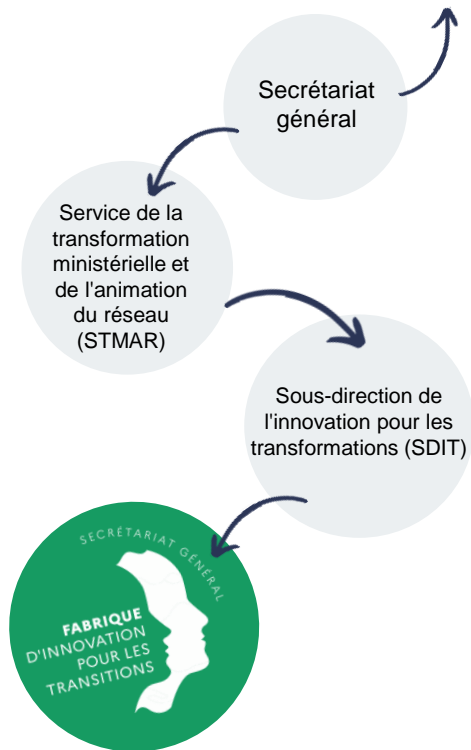 Secrétariat
général
Service de la
transformation
ministérielle et
de l'animation
du réseau
(STMAR)
Sous-direction de
l'innovation pour les
transformations (SDIT)
SECRÉTARIAT GÉNÉRAL
FABRIQUE
D'INNOVATION
POUR LES
TRANSITIONS